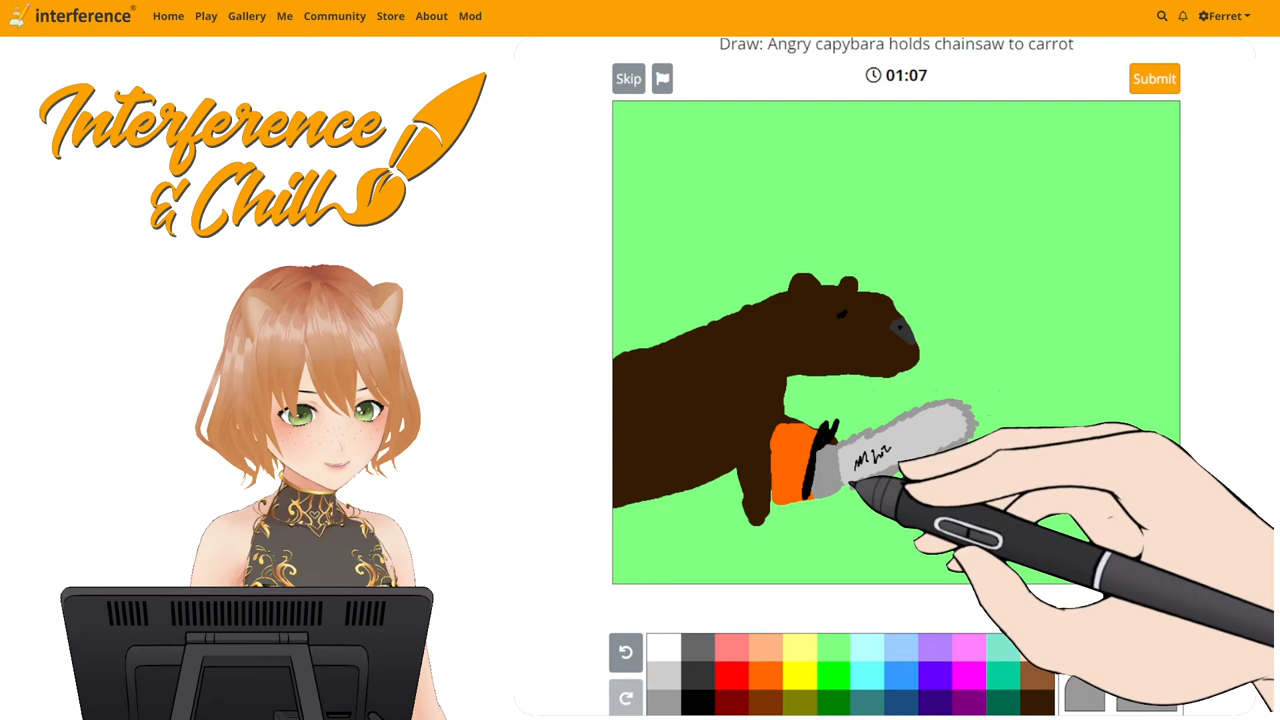 interference®
Home Play Gallery Me Community Store About Mod
Ferret
Interference
& Chill
Draw: Angry capybara holds chainsaw to carrot
Skip
01:07
Submit